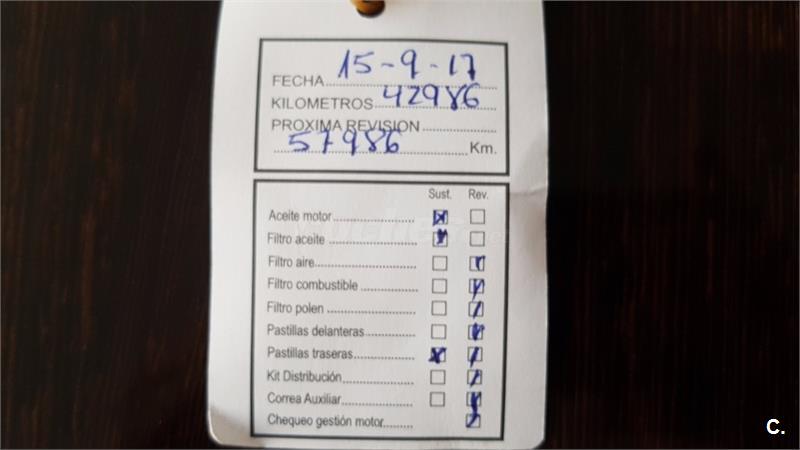 FECHA 15-9-17
KILOMETROS 42986
PROXIMA REVISION
57986 Km.
Sust. Rev.
Aceite motor
Filtro aceite
Filtro aire
Filtro combustible
Filtro polen
Pastillas delanteras
Pastillas traseras
Kit Distribución
Correa Auxiliar
Chequeo gestión motor
C.